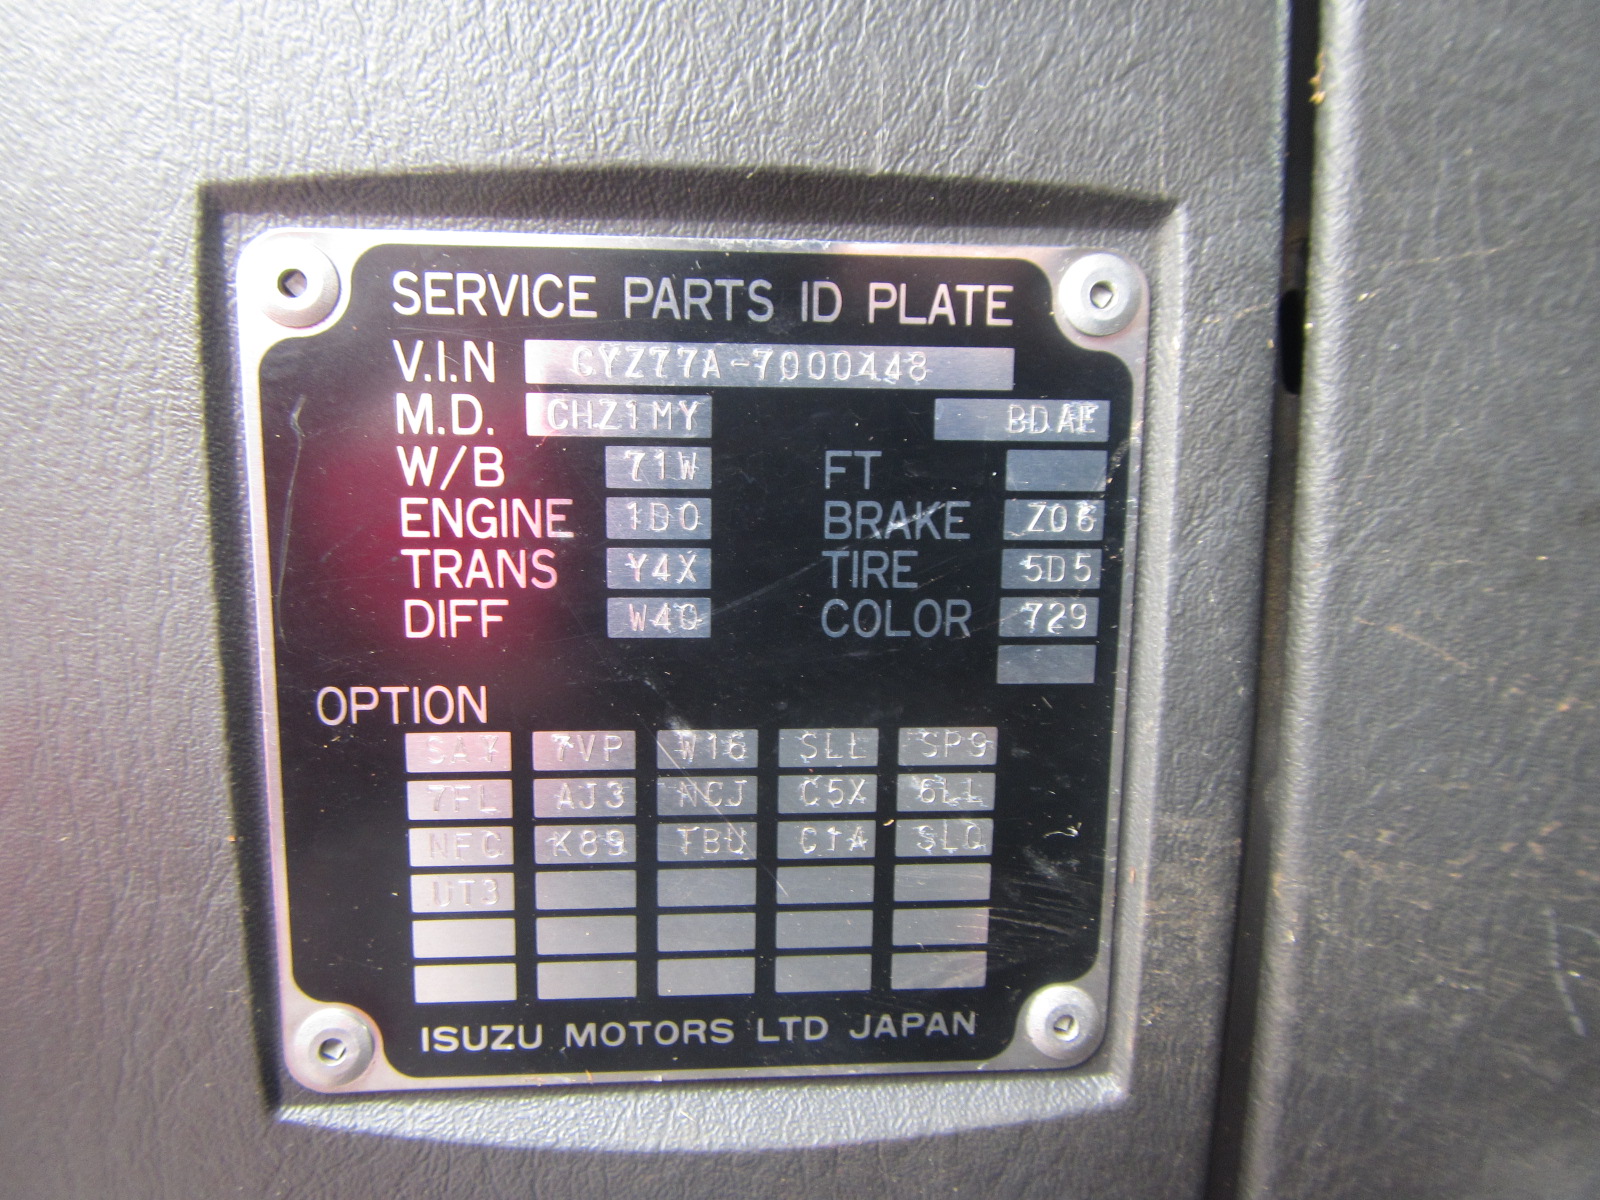 SERVICE PARTS ID PLATE
V.I.N CYZ77A-7000448
M.D. CHZ1MY BDAE
W/B 71W FT
ENGINE 1D0 BRAKE Z06
TRANS Y4X TIRE 5D5
DIFF W4Q COLOR 729
OPTION
SA7 7VP W16 SLL SP9
7FL AJ3 NCJ C5X 6LL
NFC K89 TBU C1A SLQ
UT3
ISUZU MOTORS LTD JAPAN